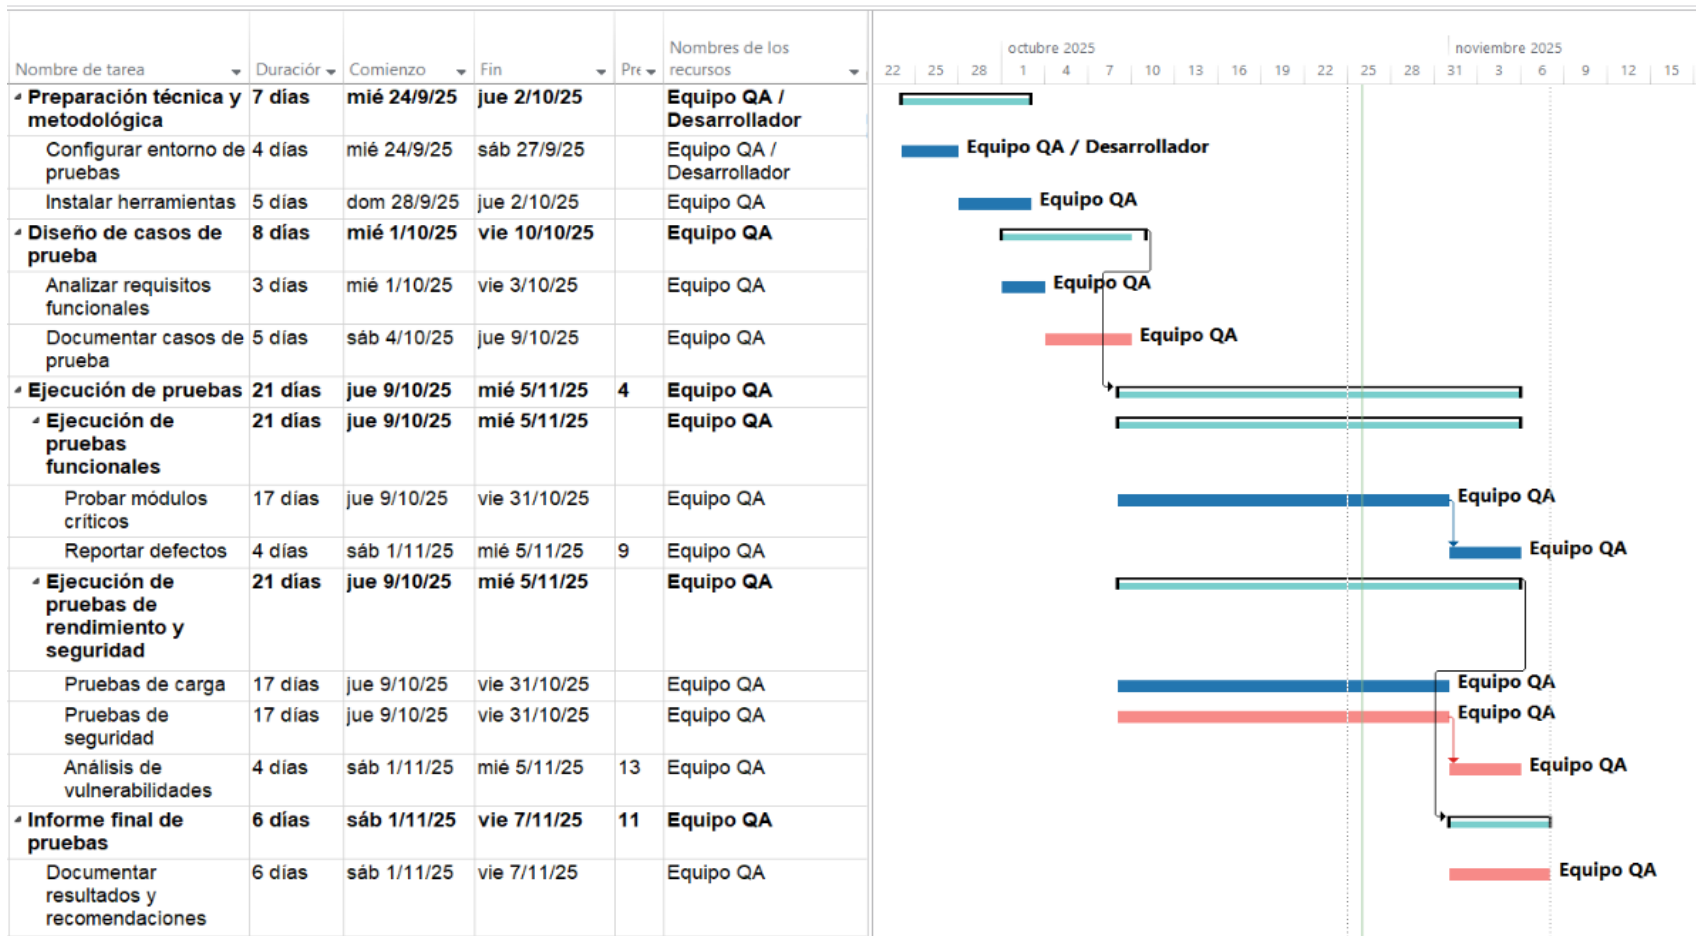 Nombres de los
octubre 2025
noviembre 2025
Nombre de tarea Duraciór Comienzo Fin Pre recursos
22 25 28 1 4 7 10 13 16 19 22 25 28 31 3 6 9 12 15
Preparación técnica y 7 días mié 24/9/25 jue 2/10/25 Equipo QA /
metodológica Desarrollador
Configurar entorno de 4 días mié 24/9/25 sáb 27/9/25 Equipo QA / Equipo QA / Desarrollador
pruebas Desarrollador
Instalar herramientas 5 días dom 28/9/25 jue 2/10/25 Equipo QA Equipo QA
Diseño de casos de 8 días mié 1/10/25 vie 10/10/25 Equipo QA
prueba
Analizar requisitos 3 días mié 1/10/25 vie 3/10/25 Equipo QA Equipo QA
funcionales
Documentar casos de 5 días sáb 4/10/25 jue 9/10/25 Equipo QA Equipo QA
prueba
Ejecución de pruebas 21 días jue 9/10/25 mié 5/11/25 4 Equipo QA
Ejecución de 21 días jue 9/10/25 mié 5/11/25 Equipo QA
pruebas
funcionales
Probar módulos 17 días jue 9/10/25 vie 31/10/25 Equipo QA Equipo QA
críticos
Reportar defectos 4 días sáb 1/11/25 mié 5/11/25 9 Equipo QA Equipo QA
Ejecución de 21 días jue 9/10/25 mié 5/11/25 Equipo QA
pruebas de
rendimiento y
seguridad
Pruebas de carga 17 días jue 9/10/25 vie 31/10/25 Equipo QA Equipo QA
Pruebas de 17 días jue 9/10/25 vie 31/10/25 Equipo QA Equipo QA
seguridad
Análisis de 4 días sáb 1/11/25 mié 5/11/25 13 Equipo QA Equipo QA
vulnerabilidades
Informe final de 6 días sáb 1/11/25 vie 7/11/25 11 Equipo QA
pruebas
Documentar 6 días sáb 1/11/25 vie 7/11/25 Equipo QA Equipo QA
resultados y
recomendaciones